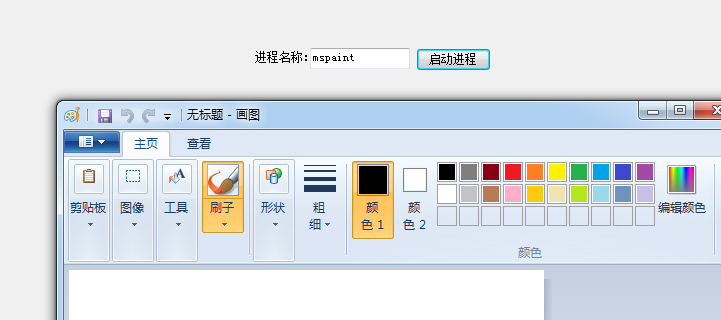 进程名称: mspaint 启动进程
无标题 - 画图
主页 查看
剪贴板 图像 工具 刷子 形状 粗细 颜色 1 颜色 2 编辑颜色
颜色